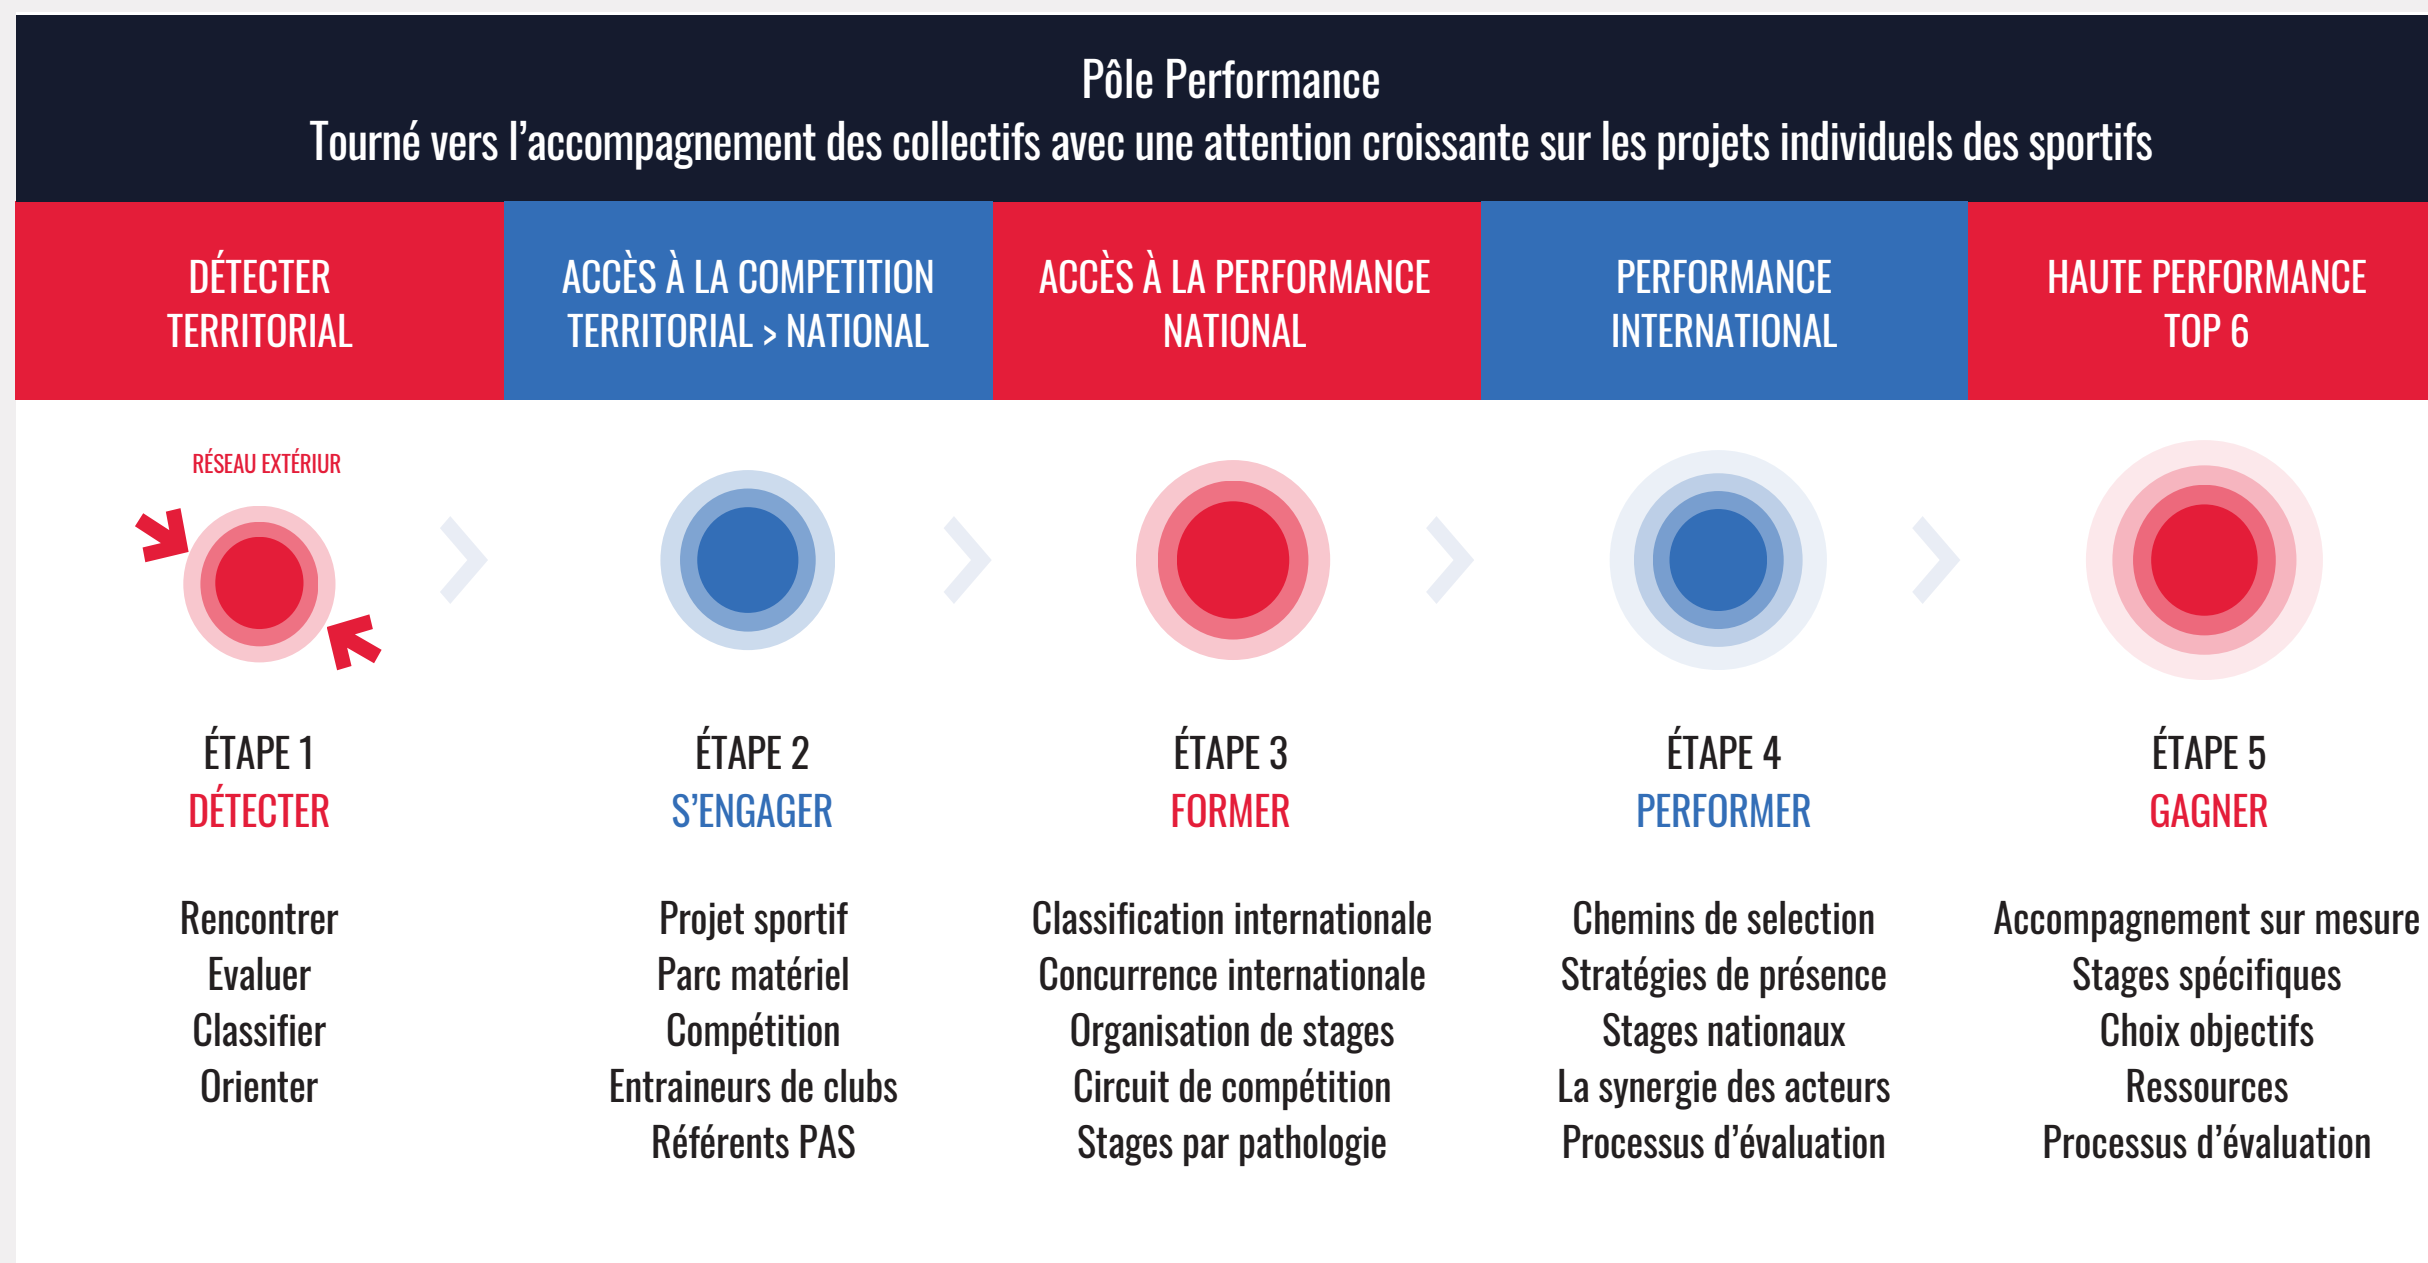 Pôle Performance
Tourné vers l’accompagnement des collectifs avec une attention croissante sur les projets individuels des sportifs
DÉTECTER
TERRITORIAL
ACCÈS À LA COMPETITION
TERRITORIAL > NATIONAL
ACCÈS À LA PERFORMANCE
NATIONAL
PERFORMANCE
INTERNATIONAL
HAUTE PERFORMANCE
TOP 6
RÉSEAU EXTÉRIUR
ÉTAPE 1
DÉTECTER
Rencontrer
Evaluer
Classifier
Orienter
ÉTAPE 2
S’ENGAGER
Projet sportif
Parc matériel
Compétition
Entraineurs de clubs
Référents PAS
ÉTAPE 3
FORMER
Classification internationale
Concurrence internationale
Organisation de stages
Circuit de compétition
Stages par pathologie
ÉTAPE 4
PERFORMER
Chemins de selection
Stratégies de présence
Stages nationaux
La synergie des acteurs
Processus d’évaluation
ÉTAPE 5
GAGNER
Accompagnement sur mesure
Stages spécifiques
Choix objectifs
Ressources
Processus d’évaluation